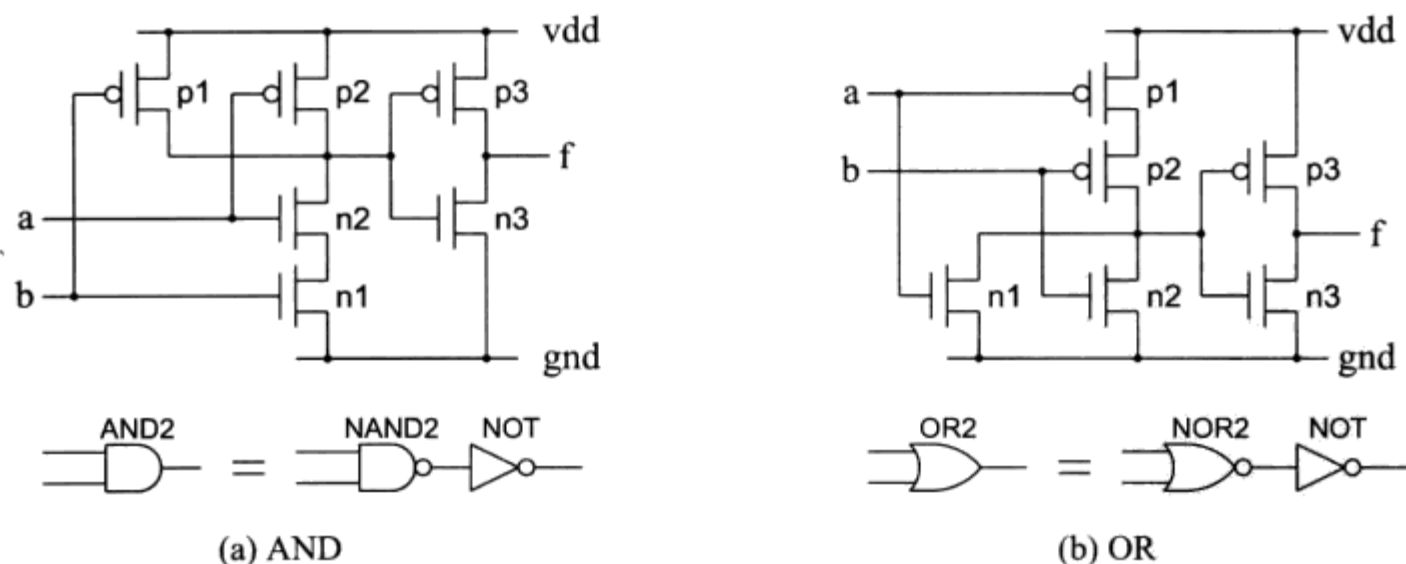 vdd
p1
p2
p3
f
a
n2
n3
b
n1
gnd
AND2
=
NAND2
NOT
(a) AND
vdd
a
p1
b
p2
p3
f
n1
n2
n3
gnd
OR2
=
NOR2
NOT
(b) OR